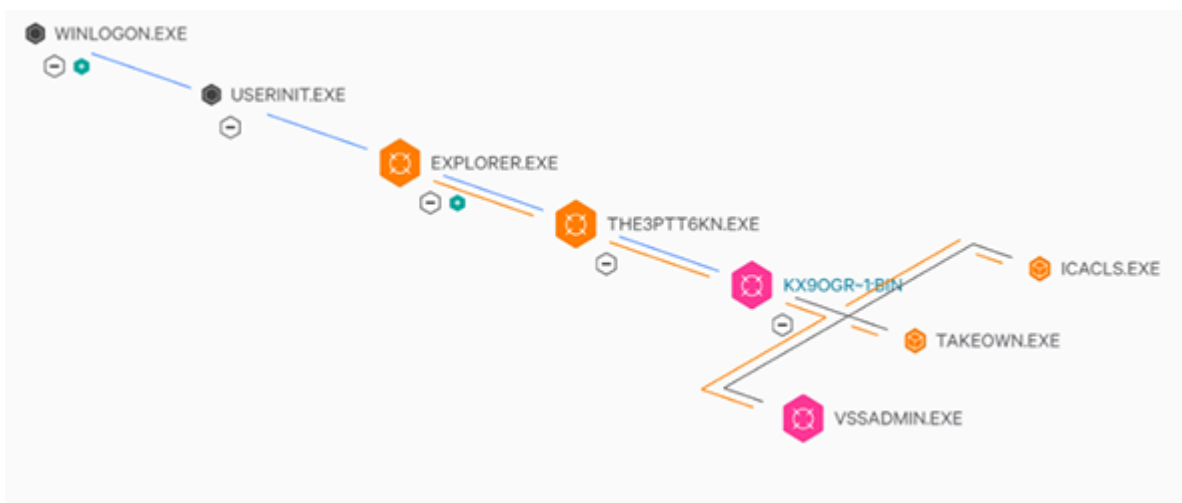 WINLOGON.EXE
USERINIT.EXE
EXPLORER.EXE
THE3PTT6KN.EXE
KX9OGR~1:BIN
ICACLS.EXE
TAKEOWN.EXE
VSSADMIN.EXE